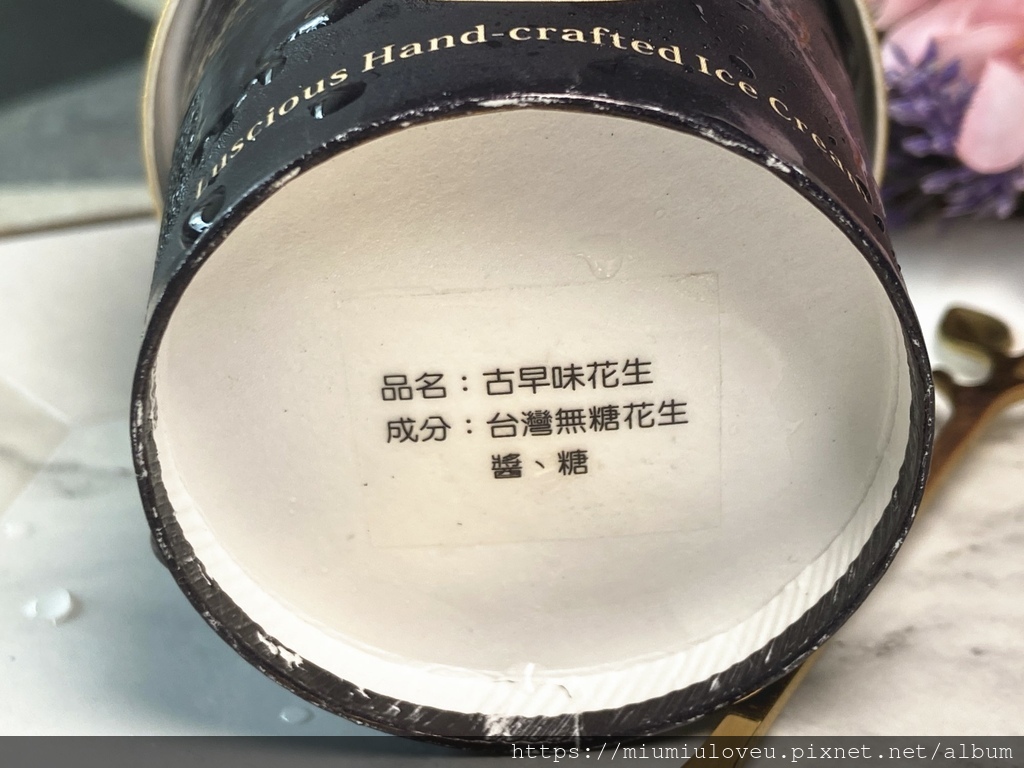 Luscious Hand-crafted Ice Cream
品名：古早味花生
成分：台灣無糖花生
醬、糖
https://miumiuloveu.pixnet.net/album